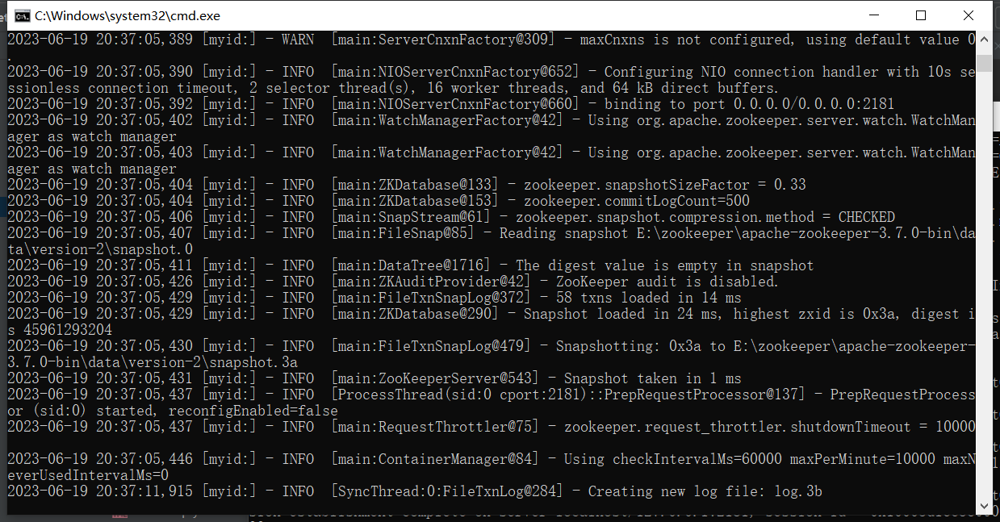 C:\Windows\system32\cmd.exe
2023-06-19 20:37:05,389 [myid:] - WARN  [main:ServerCnxnFactory@309] - maxCnxns is not configured, using default value 0
.
2023-06-19 20:37:05,390 [myid:] - INFO  [main:NIOServerCnxnFactory@652] - Configuring NIO connection handler with 10s se
ssionless connection timeout, 2 selector thread(s), 16 worker threads, and 64 kB direct buffers.
2023-06-19 20:37:05,392 [myid:] - INFO  [main:NIOServerCnxnFactory@660] - binding to port 0.0.0.0/0.0.0.0:2181
2023-06-19 20:37:05,402 [myid:] - INFO  [main:WatchManagerFactory@42] - Using org.apache.zookeeper.server.watch.WatchMan
ager as watch manager
2023-06-19 20:37:05,403 [myid:] - INFO  [main:WatchManagerFactory@42] - Using org.apache.zookeeper.server.watch.WatchMan
ager as watch manager
2023-06-19 20:37:05,404 [myid:] - INFO  [main:ZKDatabase@133] - zookeeper.snapshotSizeFactor = 0.33
2023-06-19 20:37:05,404 [myid:] - INFO  [main:ZKDatabase@153] - zookeeper.commitLogCount=500
2023-06-19 20:37:05,406 [myid:] - INFO  [main:SnapStream@61] - zookeeper.snapshot.compression.method = CHECKED
2023-06-19 20:37:05,407 [myid:] - INFO  [main:FileSnap@85] - Reading snapshot E:\zookeeper\apache-zookeeper-3.7.0-bin\da
ta\version-2\snapshot.0
2023-06-19 20:37:05,411 [myid:] - INFO  [main:DataTree@1716] - The digest value is empty in snapshot
2023-06-19 20:37:05,426 [myid:] - INFO  [main:ZKAuditProvider@42] - ZooKeeper audit is disabled.
2023-06-19 20:37:05,429 [myid:] - INFO  [main:FileTxnSnapLog@372] - 58 txns loaded in 14 ms
2023-06-19 20:37:05,429 [myid:] - INFO  [main:ZKDatabase@290] - Snapshot loaded in 24 ms, highest zxid is 0x3a, digest i
s 45961293204
2023-06-19 20:37:05,430 [myid:] - INFO  [main:FileTxnSnapLog@479] - Snapshotting: 0x3a to E:\zookeeper\apache-zookeeper-
3.7.0-bin\data\version-2\snapshot.3a
2023-06-19 20:37:05,431 [myid:] - INFO  [main:ZooKeeperServer@543] - Snapshot taken in 1 ms
2023-06-19 20:37:05,437 [myid:] - INFO  [ProcessThread(sid:0 cport:2181)::PrepRequestProcessor@137] - PrepRequestProcess
or (sid:0) started, reconfigEnabled=false
2023-06-19 20:37:05,437 [myid:] - INFO  [main:RequestThrottler@75] - zookeeper.request_throttler.shutdownTimeout = 10000
2023-06-19 20:37:05,446 [myid:] - INFO  [main:ContainerManager@84] - Using checkIntervalMs=60000 maxPerMinute=10000 maxN
everUsedIntervalMs=0
2023-06-19 20:37:11,915 [myid:] - INFO  [SyncThread:0:FileTxnLog@284] - Creating new log file: log.3b